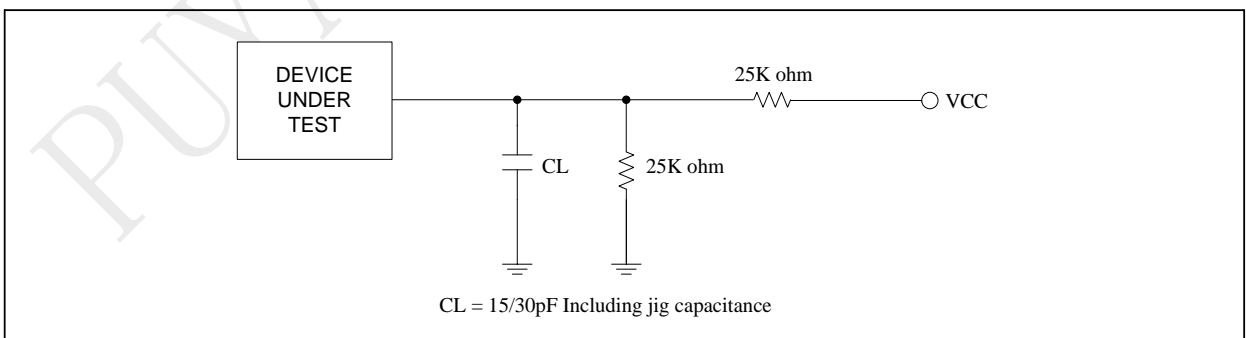 DEVICE
UNDER
TEST
25K ohm
VCC
CL
25K ohm
CL = 15/30pF Including jig capacitance